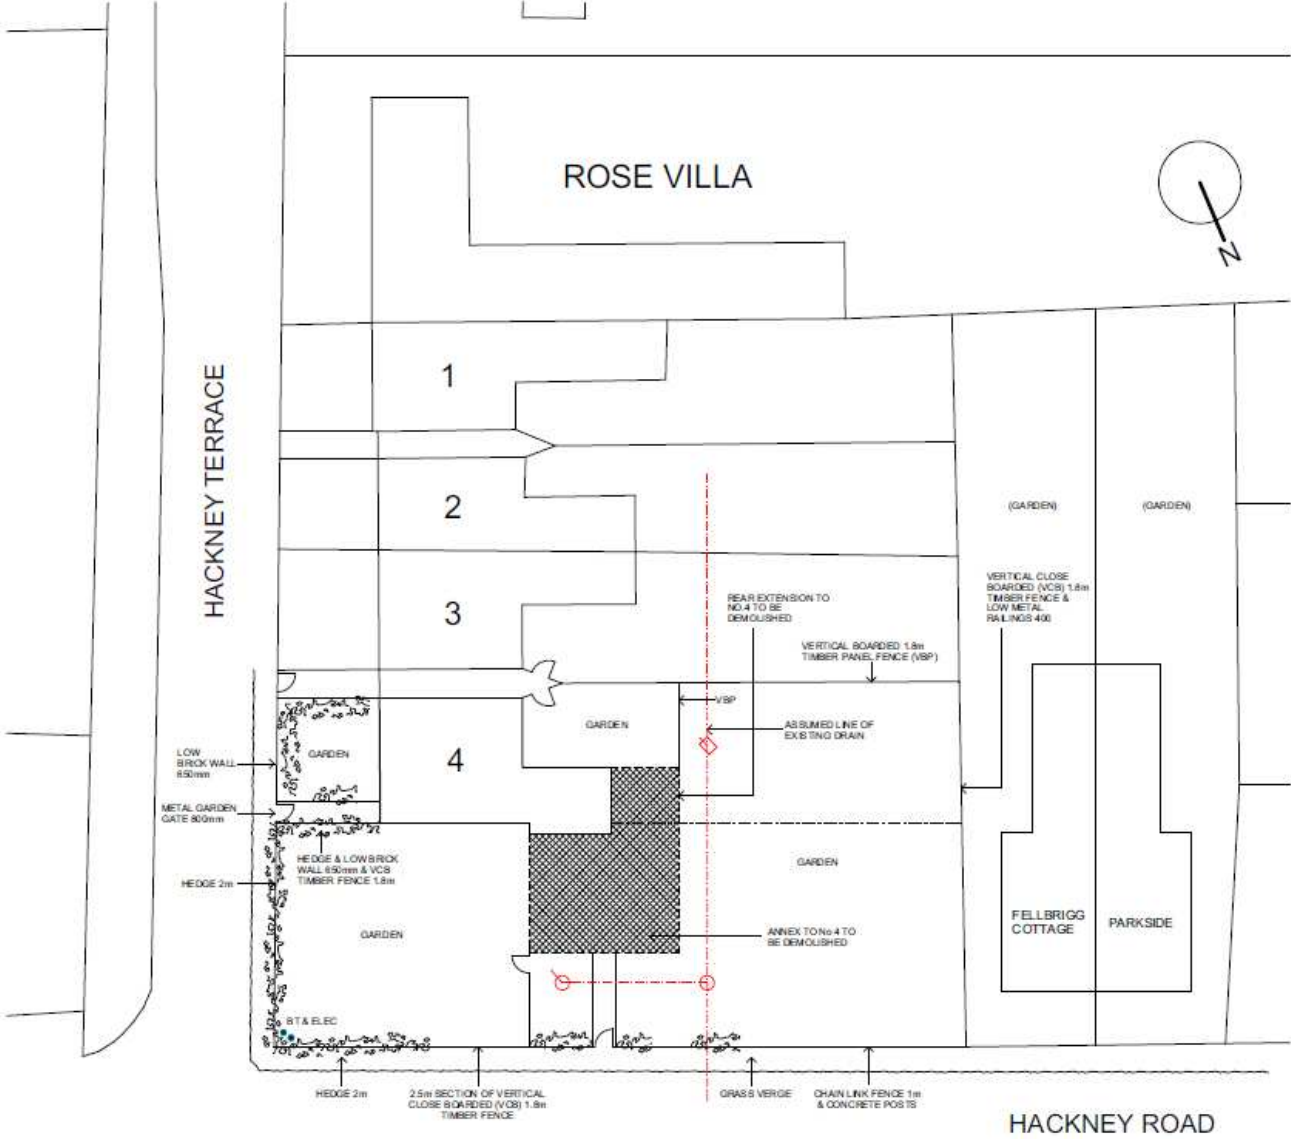 ROSE VILLA
N
HACKNEY TERRACE
1
2
3
4
(GARDEN)
(GARDEN)
VERTICAL CLOSE
BOARDED (VCB) 1.8m
TIMBER FENCE &
LOW METAL
RAILINGS 400
REAR EXTENSION TO
NO.4 TO BE
DEMOLISHED
VERTICAL BOARDED 1.8m
TIMBER PANEL FENCE (VBP)
VBP
GARDEN
ASSUMED LINE OF
EXISTING DRAIN
LOW
BRICK WALL
650mm
GARDEN
METAL GARDEN
GATE 800mm
HEDGE & LOW BRICK
WALL 650mm & VCB
TIMBER FENCE 1.8m
HEDGE 2m
GARDEN
GARDEN
ANNEX TO No 4 TO
BE DEMOLISHED
FELLBRIGG
COTTAGE
PARKSIDE
BT & ELEC
HEDGE 2m
2.5m SECTION OF VERTICAL
CLOSE BOARDED (VCB) 1.8m
TIMBER FENCE
GRASS VERGE
CHAIN LINK FENCE 1m
& CONCRETE POSTS
HACKNEY ROAD